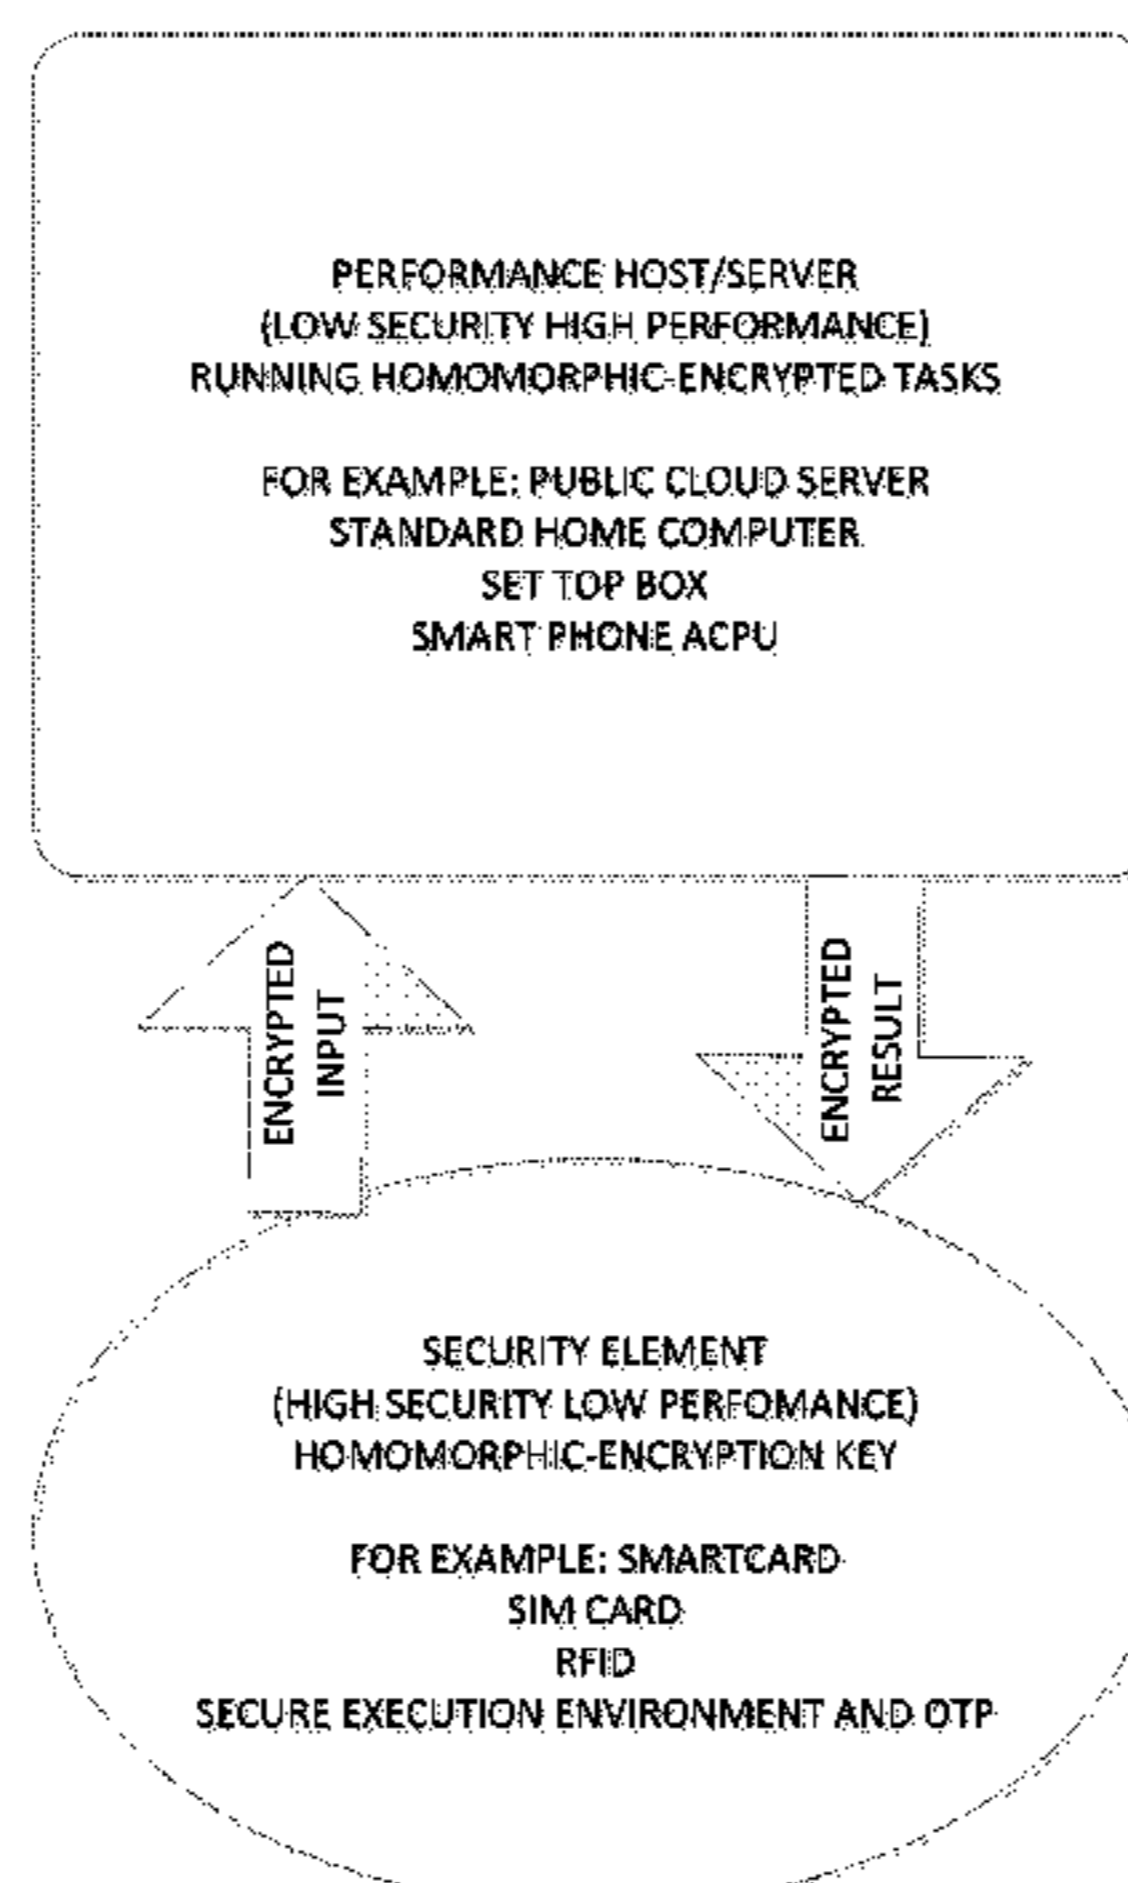 PERFORMANCE HOST/SERVER
(LOW SECURITY HIGH PERFORMANCE)
RUNNING HOMOMORPHIC-ENCRYPTED TASKS
FOR EXAMPLE: PUBLIC CLOUD SERVER
STANDARD HOME COMPUTER
SET TOP BOX
SMART PHONE ACPU
ENCRYPTED
INPUT
ENCRYPTED
RESULT
SECURITY ELEMENT
(HIGH SECURITY LOW PERFOMANCE)
HOMOMORPHIC-ENCRYPTION KEY
FOR EXAMPLE: SMARTCARD
SIM CARD
RFID
SECURE EXECUTION ENVIRONMENT AND OTP